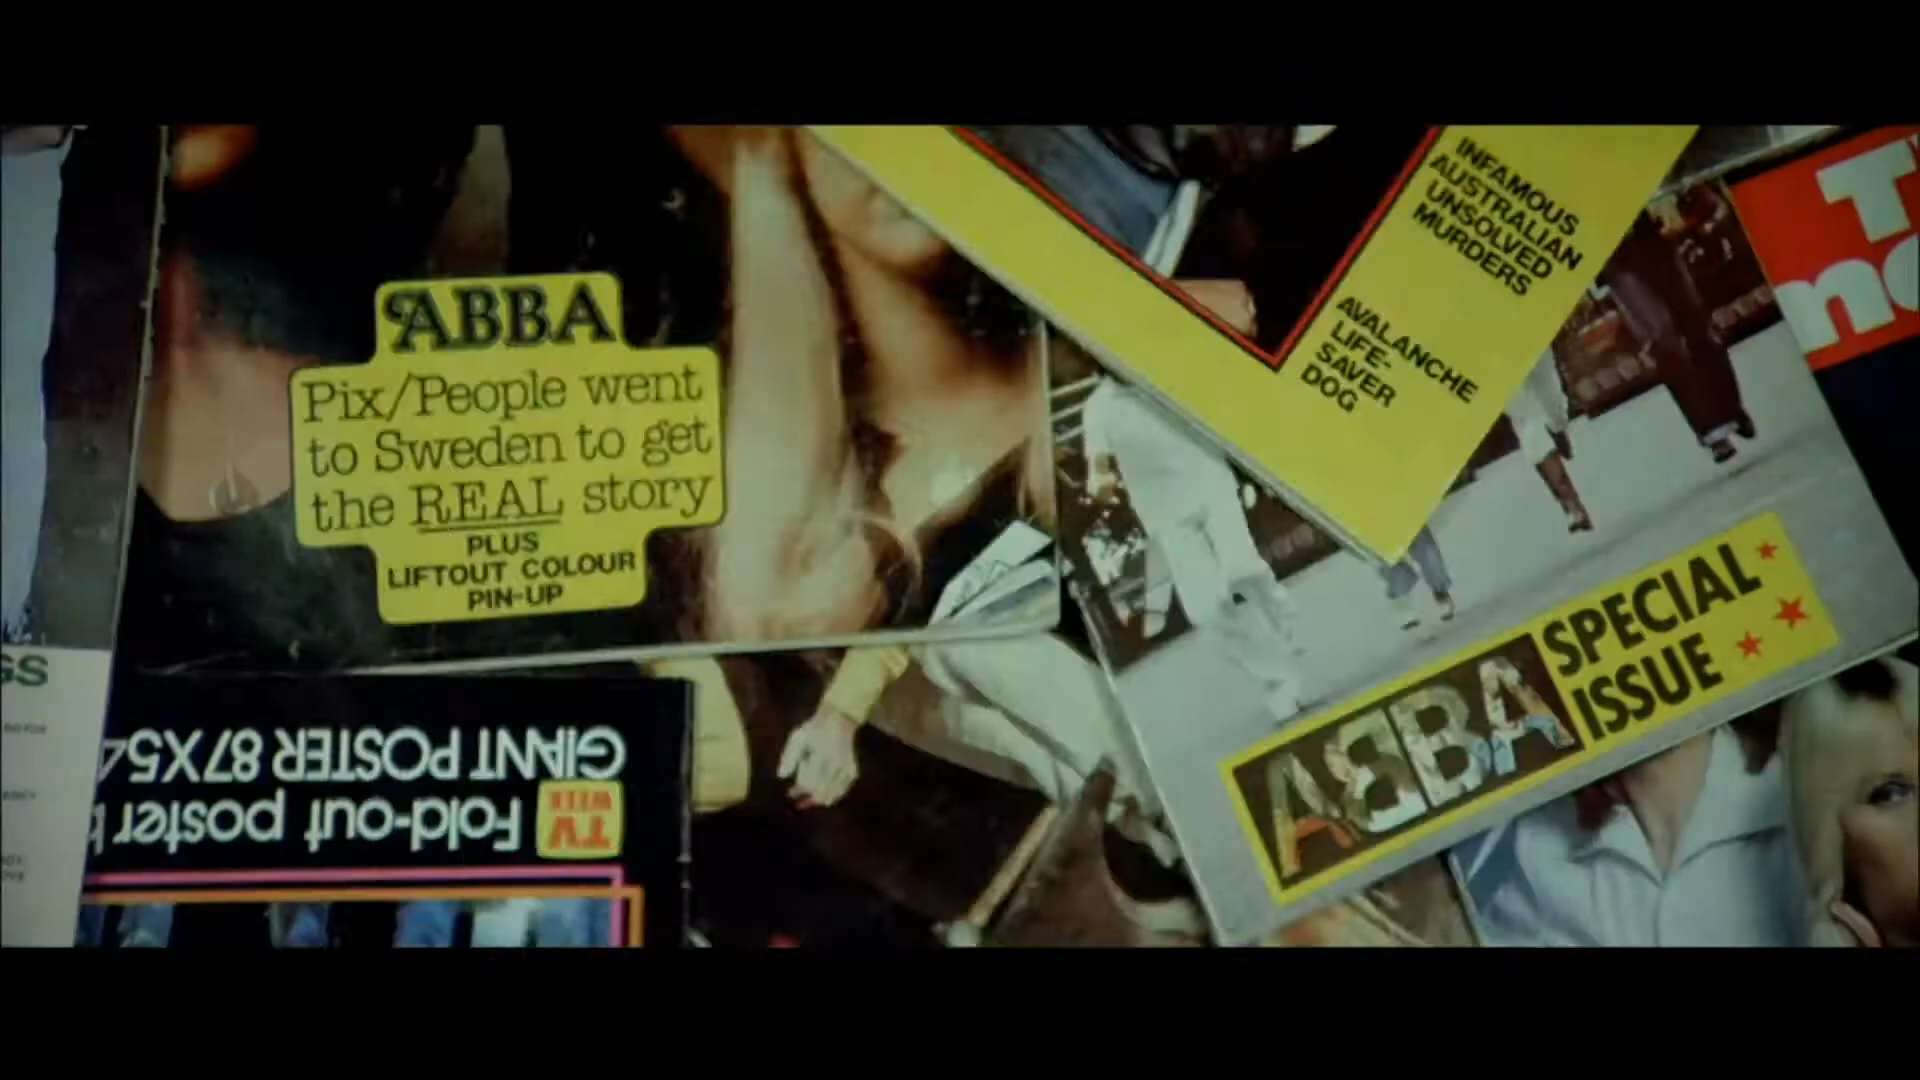 ABBA
Pix/People went
to Sweden to get
the REAL story
PLUS
LIFTOUT COLOUR
PIN-UP
INFAMOUS
AUSTRALIAN
UNSOLVED
MURDERS
AVALANCHE
LIFE-
SAVER
DOG
ABBA
SPECIAL
ISSUE
GIANT POSTER 87X5
TV
WEEK
Fold-out poster